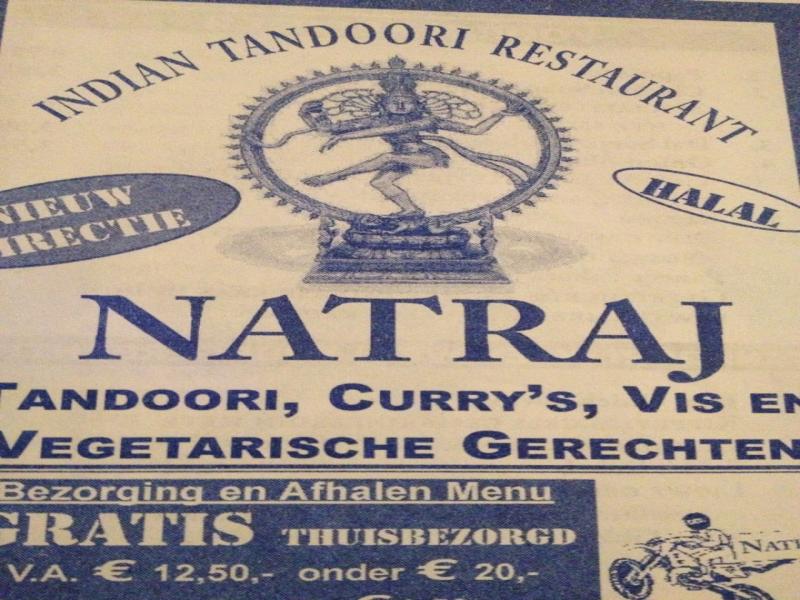 INDIAN TANDOORI RESTAURANT
NIEUW
DIRECTIE
HALAL
NATRAJ
TANDOORI, CURRY'S, VIS EN
VEGETARISCHE GERECHTEN
Bezorging en Afhalen Menu
GRATIS THUISBEZORGD
V.A. € 12,50,- onder € 20,-